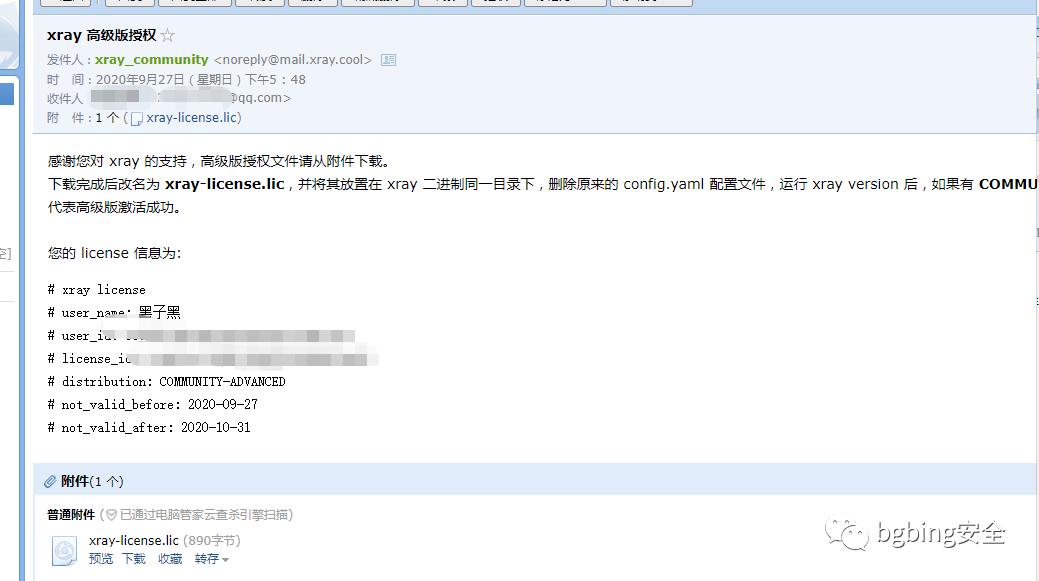 xray 高级版授权
发件人：xray_community <noreply@mail.xray.cool>
时 间：2020年9月27日 ( 星期日 ) 下午5：48
收件人 @qq.com>
附 件：1 个 ( xray-license.lic)
感谢您对 xray 的支持，高级版授权文件请从附件下载。
下载完成后改名为 xray-license.lic，并将其放置在 xray 二进制同一目录下，删除原来的 config.yaml 配置文件，运行 xray version 后，如果有 COMMU
代表高级版激活成功。
您的 license 信息为:
# xray license
# user_name: 黑子黑
# user_id:
# license_id
# distribution: COMMUNITY-ADVANCED
# not_valid_before: 2020-09-27
# not_valid_after: 2020-10-31
附件(1 个)
普通附件 (已通过电脑管家云查杀引擎扫描)
xray-license.lic (890字节)
预览 下载 收藏 转存
bgbing安全